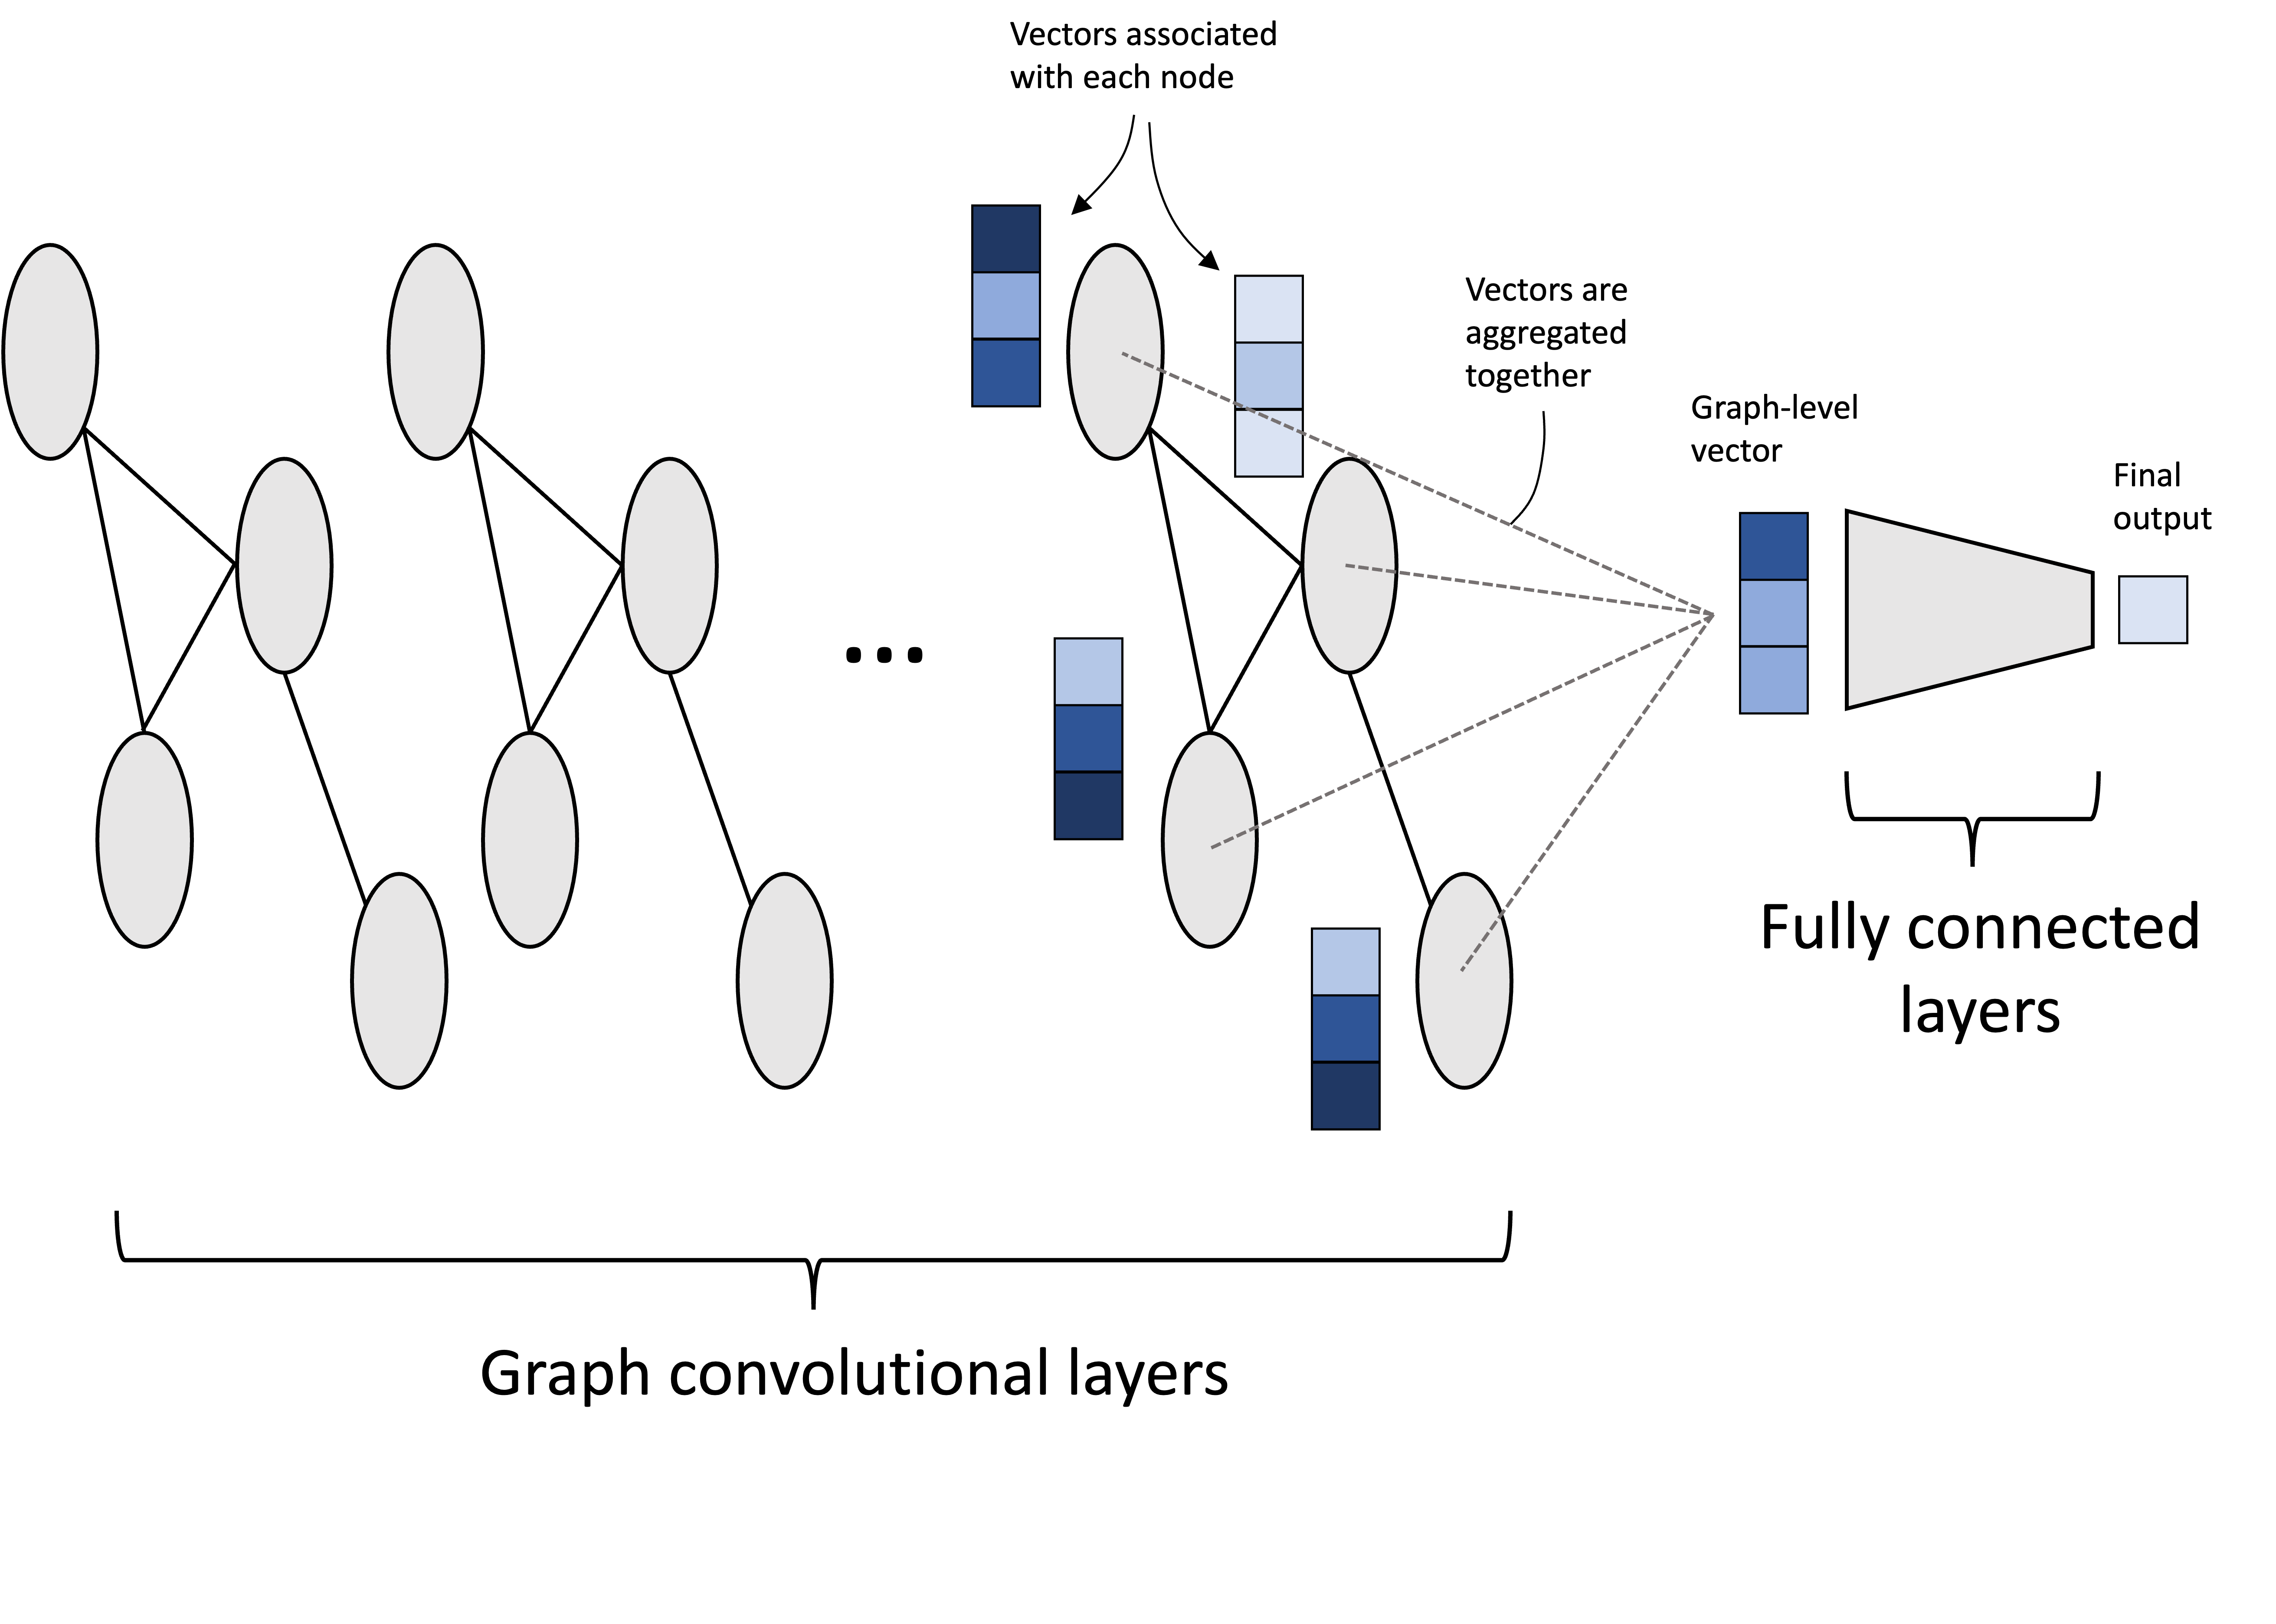 Vectors associated
with each node
Vectors are
aggregated
together
Graph-level
vector
Final
output
...
Fully connected
layers
Graph convolutional layers